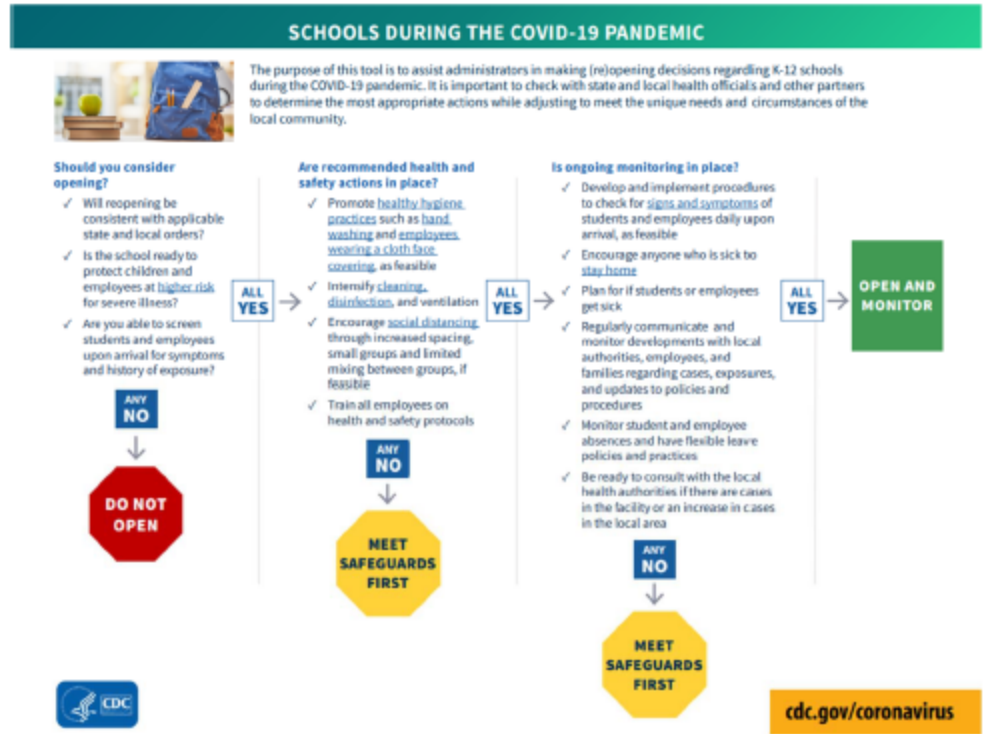 SCHOOLS DURING THE COVID-19 PANDEMIC
The purpose of this tool is to assist administrators in making (re)opening decisions regarding K-12 schools
during the COVID-19 pandemic. It is important to check with state and local health officials and other partners
to determine the most appropriate actions while adjusting to meet the unique needs and circumstances of the
local community.
Should you consider
opening?
✓ Will reopening be
consistent with applicable
state and local orders?
✓ Is the school ready to
protect children and
employees at higher risk
for severe illness?
✓ Are you able to screen
students and employees
upon arrival for symptoms
and history of exposure?
ANY
NO
DO NOT
OPEN
ALL
YES
Are recommended health and
safety actions in place?
✓ Promote healthy hygiene
practices such as hand
washing and employees
wearing a cloth face
covering, as feasible
✓ Intensify cleaning,
disinfection, and ventilation
✓ Encourage social distancing
through increased spacing,
small groups and limited
mixing between groups, if
feasible
✓ Train all employees on
health and safety protocols
ANY
NO
MEET
SAFEGUARDS
FIRST
ALL
YES
Is ongoing monitoring in place?
✓ Develop and implement procedures
to check for signs and symptoms of
students and employees daily upon
arrival, as feasible
✓ Encourage anyone who is sick to
stay home
✓ Plan for if students or employees
get sick
✓ Regularly communicate and
monitor developments with local
authorities, employees, and
families regarding cases, exposures,
and updates to policies and
procedures
✓ Monitor student and employee
absences and have flexible leave
policies and practices
✓ Be ready to consult with the local
health authorities if there are cases
in the facility or an increase in cases
in the local area
ANY
NO
MEET
SAFEGUARDS
FIRST
ALL
YES
OPEN AND
MONITOR
CDC
cdc.gov/coronavirus